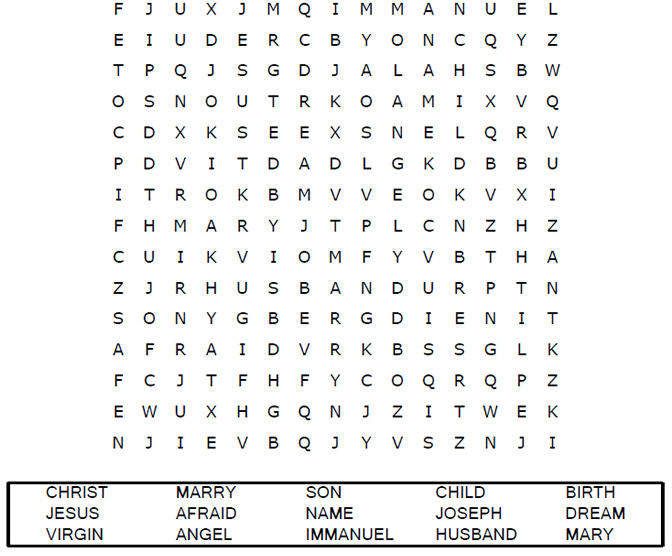 F J U X J M Q I M M A N U E L
E I U D E R C B Y O N C Q Y Z
T P Q J S G D J A L A H S B W
O S N O U T R K O A M I X V Q
C D X K S E E X S N E L Q R V
P D V I T D A D L G K D B B U
I T R O K B M V V E O K V X I
F H M A R Y J T P L C N Z H Z
C U I K V I O M F Y V B T H A
Z J R H U S B A N D U R P T N
S O N Y G B E R G D I E N I T
A F R A I D V R K B S S G L K
F C J T F H F Y C O Q R Q P Z
E W U X H G Q N J Z I T W E K
N J I E V B Q J Y V S Z N J I
CHRIST MARRY SON CHILD BIRTH
JESUS AFRAID NAME JOSEPH DREAM
VIRGIN ANGEL IMMANUEL HUSBAND MARY